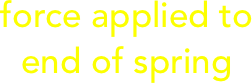 force applied to
end of spring